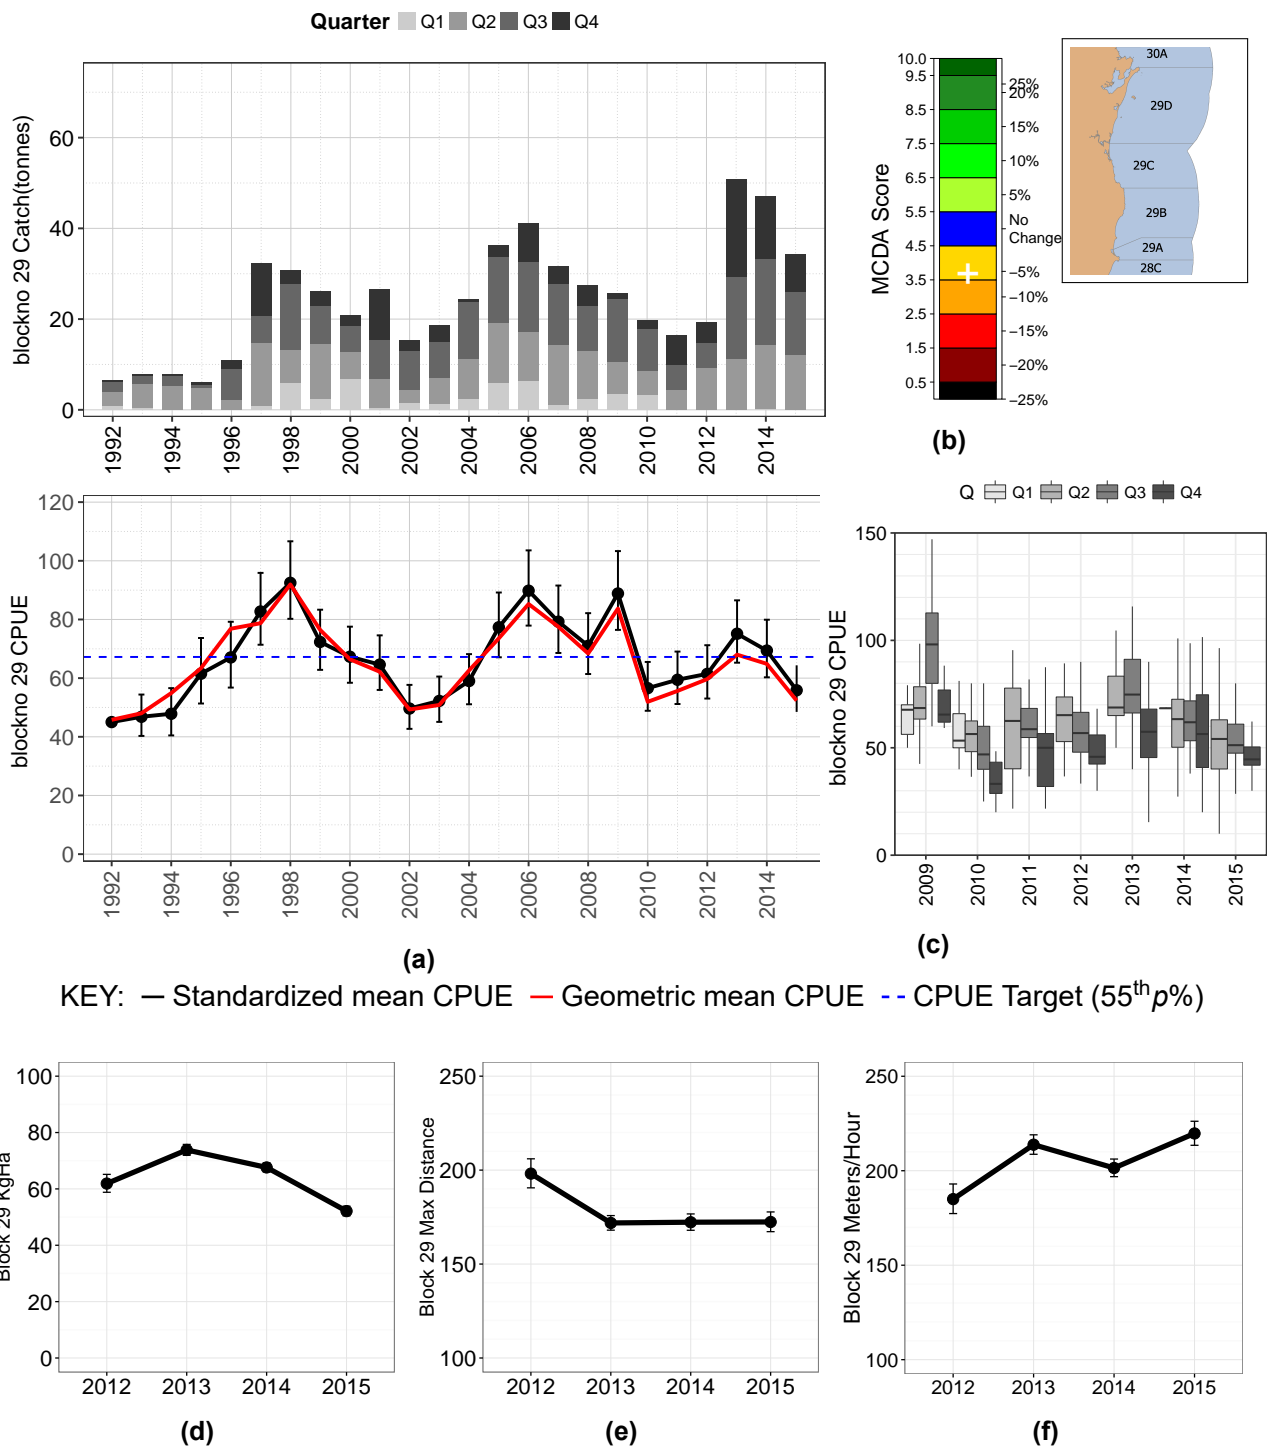 Quarter Q1 Q2 Q3 Q4
blockno 29 Catch(tonnes)
60
40
20
0
1992 1994 1996 1998 2000 2002 2004 2006 2008 2010 2012 2014
MCDA Score
10.0
9.5
8.5
7.5
6.5
5.5
4.5
3.5
2.5
1.5
0.5
25%
20%
15%
10%
5%
No
Change
−5%
−10%
−15%
−20%
−25%
(b)
30A
29D
29C
29B
29A
28C
blockno 29 CPUE
120
100
80
60
40
20
0
1992 1994 1996 1998 2000 2002 2004 2006 2008 2010 2012 2014
(a)
Q Q1 Q2 Q3 Q4
blockno 29 CPUE
150
100
50
0
2009 2010 2011 2012 2013 2014 2015
(c)
KEY: Standardized mean CPUE Geometric mean CPUE CPUE Target (55th p%)
Block 29 KgHa
100
80
60
40
20
0
2012 2013 2014 2015
(d)
Block 29 Max Distance
250
200
150
100
2012 2013 2014 2015
(e)
Block 29 Meters/Hour
250
200
150
100
2012 2013 2014 2015
(f)